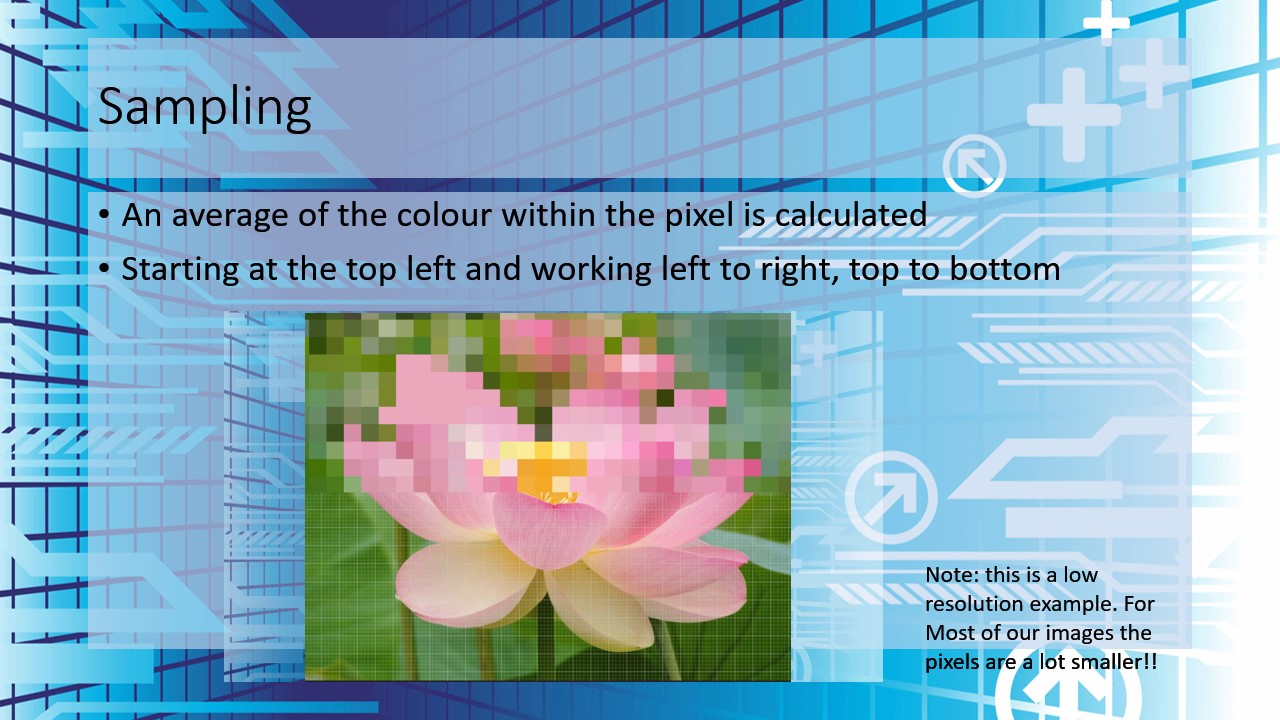 Sampling
• An average of the colour within the pixel is calculated
• Starting at the top left and working left to right, top to bottom
Note: this is a low
resolution example. For
Most of our images the
pixels are a lot smaller!!